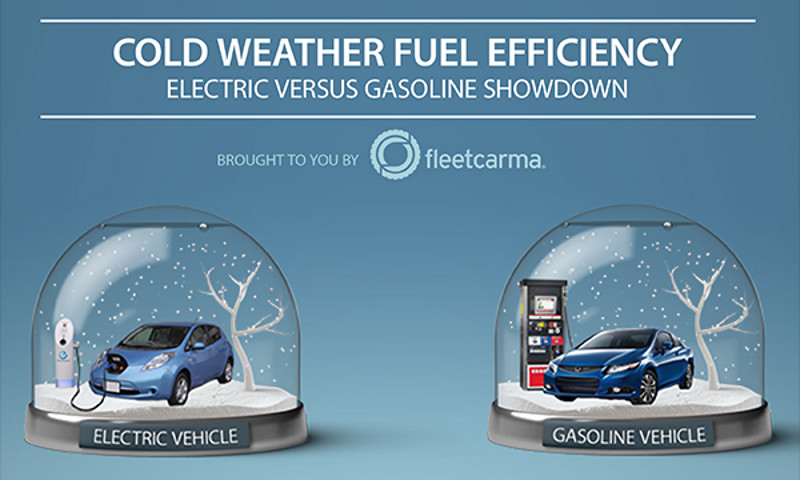 COLD WEATHER FUEL EFFICIENCY
ELECTRIC VERSUS GASOLINE SHOWDOWN
BROUGHT TO YOU BY fleetcarma.
ELECTRIC VEHICLE
GASOLINE VEHICLE